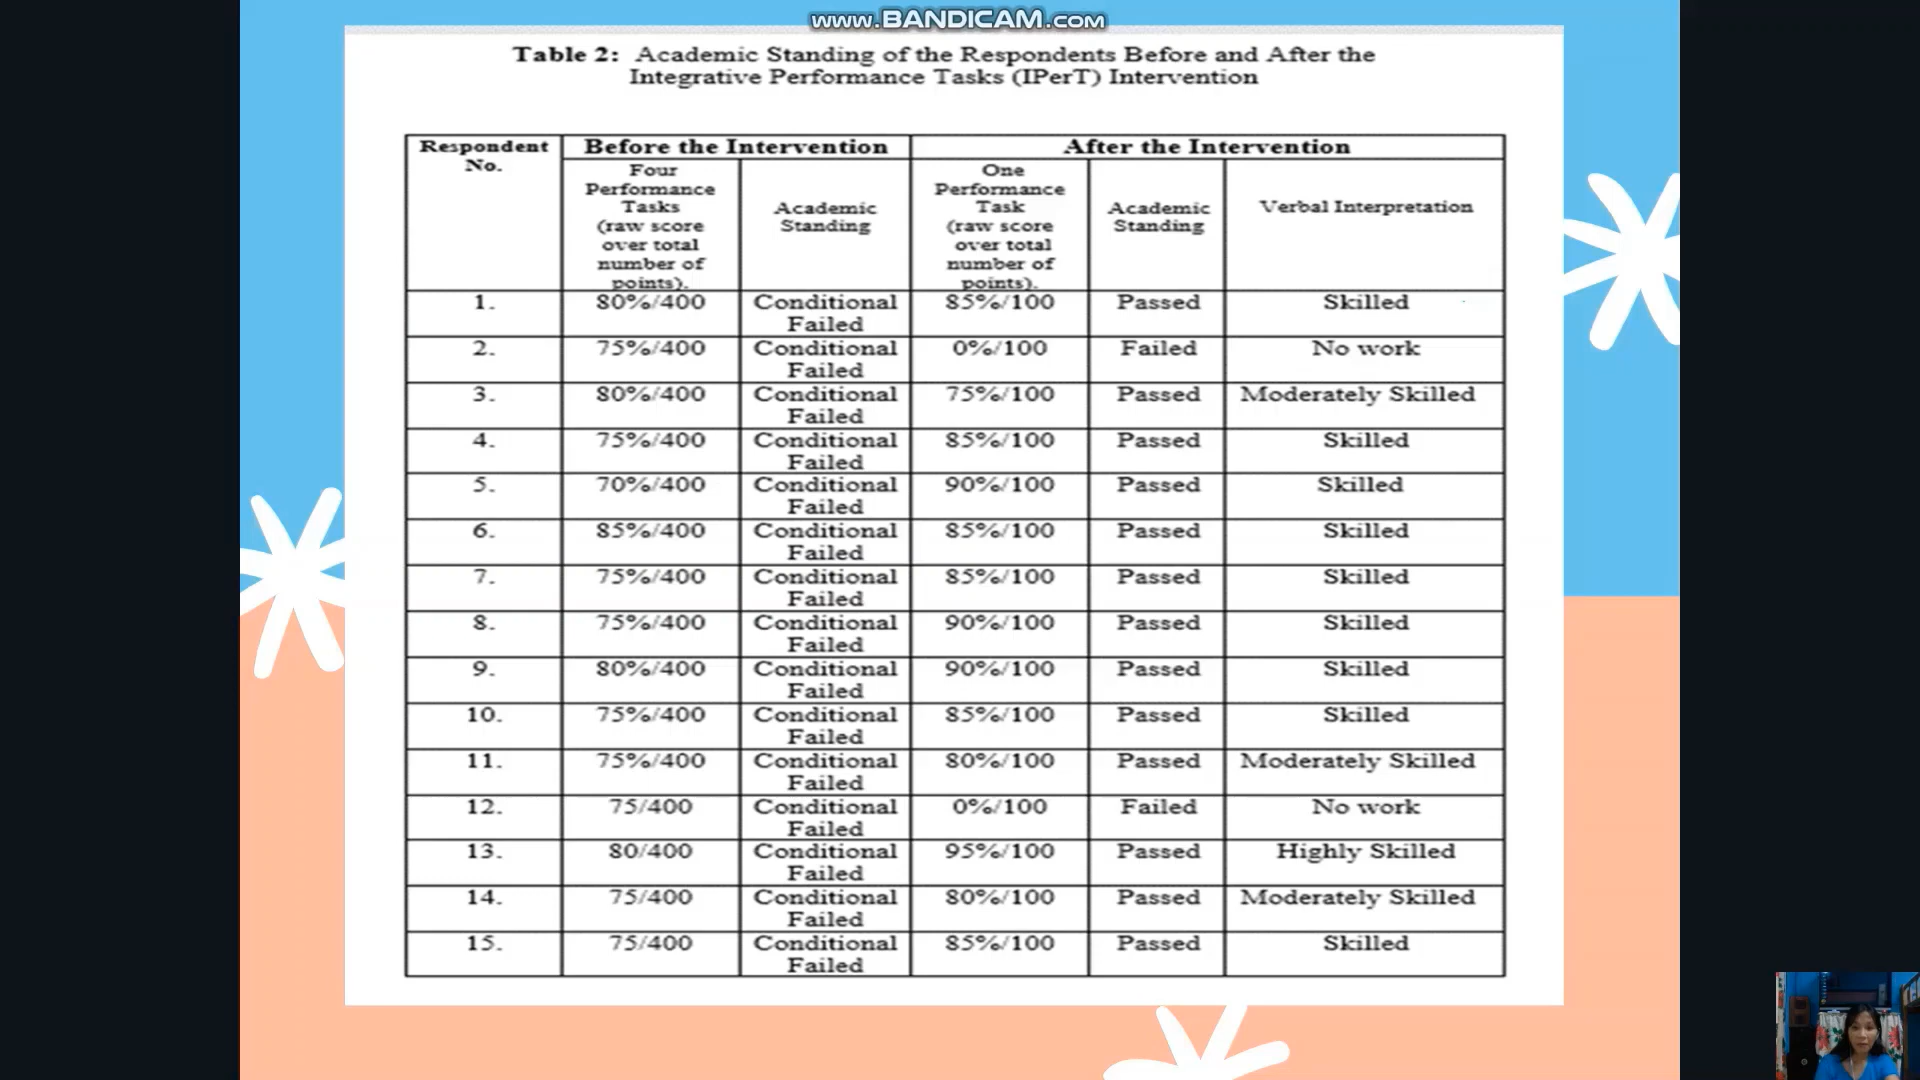 www.BANDICAM.com
Table 2: Academic Standing of the Respondents Before and After the
Integrative Performance Tasks (IPerT) Intervention
Respondent No. Before the Intervention After the Intervention
Four Performance Tasks (raw score over total number of points). Academic Standing One Performance Task (raw score over total number of points). Academic Standing Verbal Interpretation
1. 80%/400 Conditional Failed 85%/100 Passed Skilled
2. 75%/400 Conditional Failed 0%/100 Failed No work
3. 80%/400 Conditional Failed 75%/100 Passed Moderately Skilled
4. 75%/400 Conditional Failed 85%/100 Passed Skilled
5. 70%/400 Conditional Failed 90%/100 Passed Skilled
6. 85%/400 Conditional Failed 85%/100 Passed Skilled
7. 75%/400 Conditional Failed 85%/100 Passed Skilled
8. 75%/400 Conditional Failed 90%/100 Passed Skilled
9. 80%/400 Conditional Failed 90%/100 Passed Skilled
10. 75%/400 Conditional Failed 85%/100 Passed Skilled
11. 75%/400 Conditional Failed 80%/100 Passed Moderately Skilled
12. 75/400 Conditional Failed 0%/100 Failed No work
13. 80/400 Conditional Failed 95%/100 Passed Highly Skilled
14. 75/400 Conditional Failed 80%/100 Passed Moderately Skilled
15. 75/400 Conditional Failed 85%/100 Passed Skilled